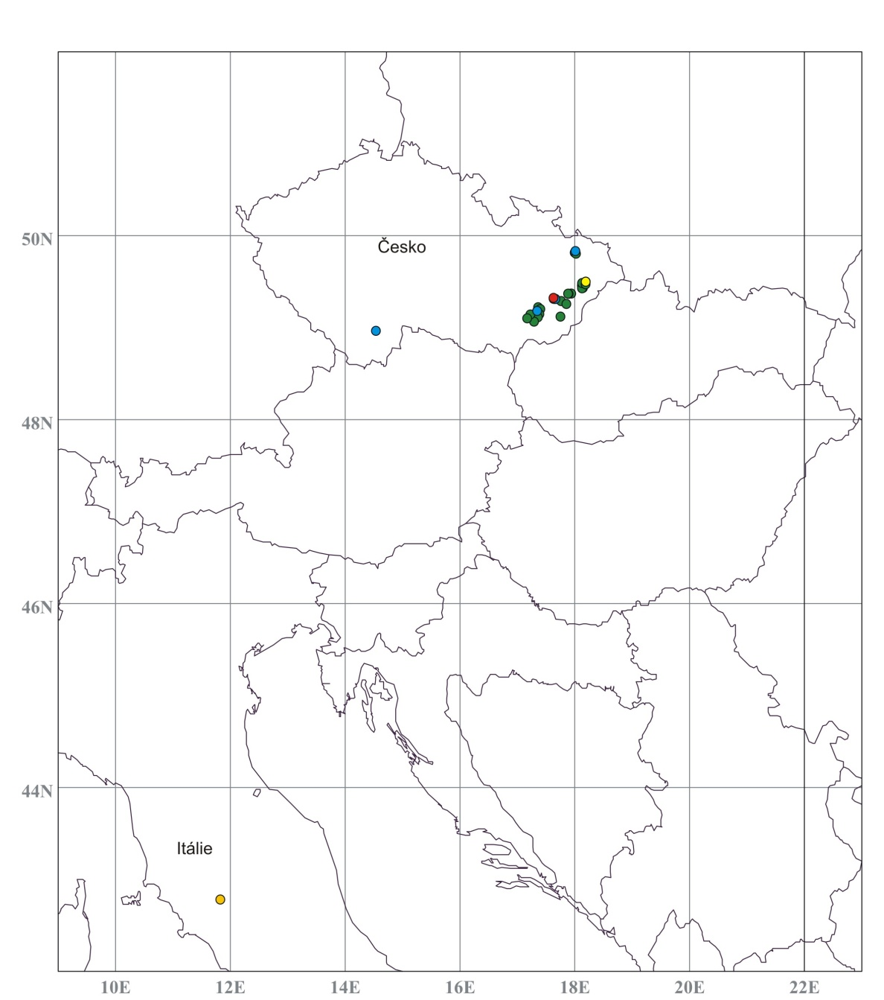 50N
Česko
48N
46N
44N
Itálie
10E 12E 14E 16E 18E 20E 22E